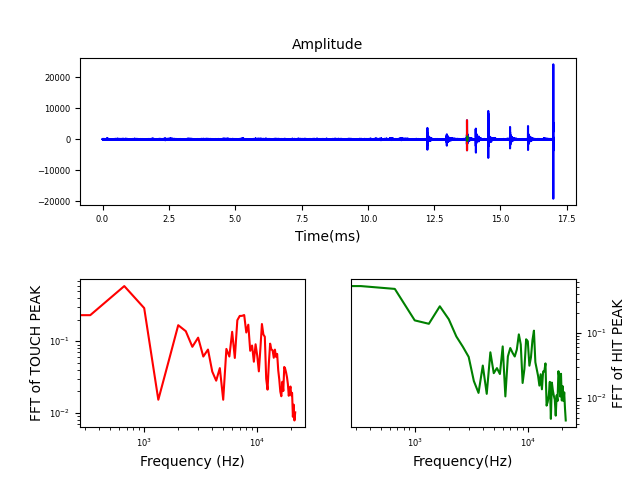 Amplitude
20000
10000
0
−10000
−20000
0.0 2.5 5.0 7.5 10.0 12.5 15.0 17.5
Time(ms)
FFT of TOUCH PEAK
10⁻¹
10⁻²
10³ 10⁴
Frequency (Hz)
10³ 10⁴
Frequency(Hz)
10⁻¹
10⁻²
FFT of HIT PEAK